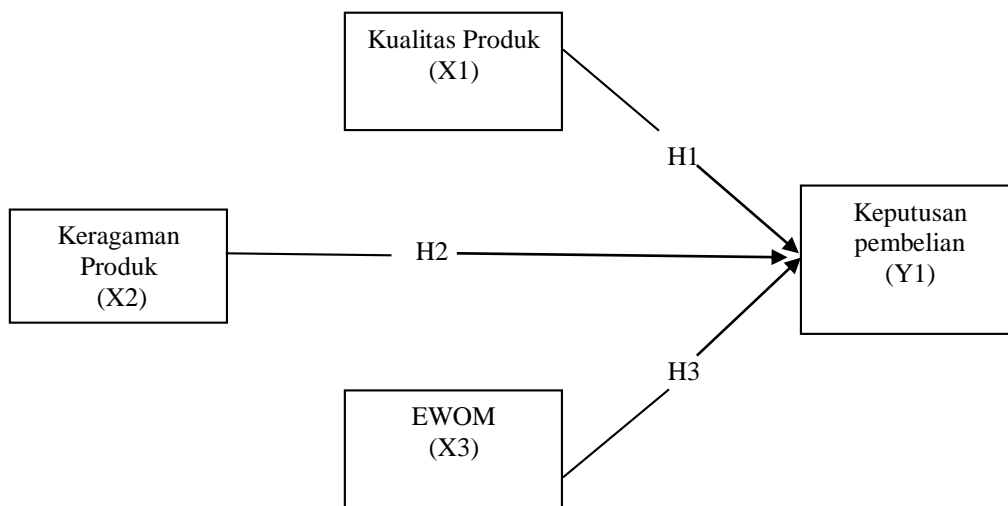 Kualitas Produk
(X1)
H1
Keragaman
Produk
(X2)
H2
Keputusan
pembelian
(Y1)
H3
EWOM
(X3)